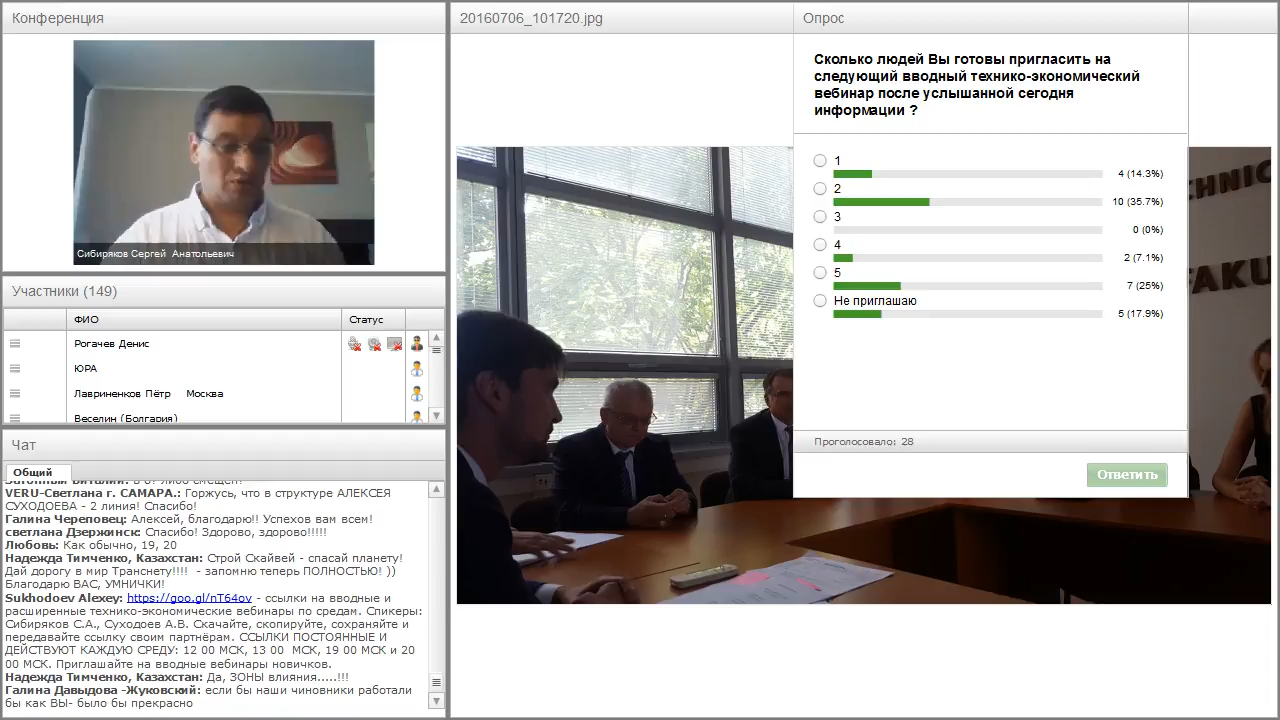 Конференция
Сибиряков Сергей Анатольевич
Участники (149)
ФИО Статус
Рогачев Денис
ЮРА
Лавриненков Пётр Москва
Веселин (Болгария)
Чат
Общий
VERU-Светлана г. САМАРА.: Горжусь, что в структуре АЛЕКСЕЯ
СУХОДОЕВА - 2 линия! Спасибо!
Галина Череповец: Алексей, благодарю!! Успехов вам всем!
светлана Дзержинск: Спасибо! Здорово, здорово!!!!!
Любовь: Как обычно, 19, 20
Надежда Тимченко, Казахстан: Строй Скайвей - спасай планету!
Дай дорогу в мир Транснету!!!! - запомню теперь ПОЛНОСТЬЮ! ))
Благодарю ВАС, УМНИЧКИ!
Sukhodoev Alexey: https://goo.gl/nT64ov - ссылки на вводные и
расширенные технико-экономические вебинары по средам. Спикеры:
Сибиряков С.А., Суходоев А.В. Скачайте, скопируйте, сохраняйте и
передавайте ссылку своим партнёрам. ССЫЛКИ ПОСТОЯННЫЕ И
ДЕЙСТВУЮТ КАЖДУЮ СРЕДУ: 12 00 МСК, 13 00 МСК, 19 00 МСК и 20
00 МСК. Приглашайте на вводные вебинары новичков.
Надежда Тимченко, Казахстан: Да, ЗОНЫ влияния.....!!!
Галина Давыдова -Жуковский: если бы наши чиновники работали
бы как ВЫ- было бы прекрасно
20160706_101720.jpg
Опрос
Сколько людей Вы готовы пригласить на
следующий вводный технико-экономический
вебинар после услышанной сегодня
информации ?
1
4 (14.3%)
2
10 (35.7%)
3
0 (0%)
4
2 (7.1%)
5
7 (25%)
Не приглашаю
5 (17.9%)
Проголосовало: 28
Ответить
HNIC
FAKU